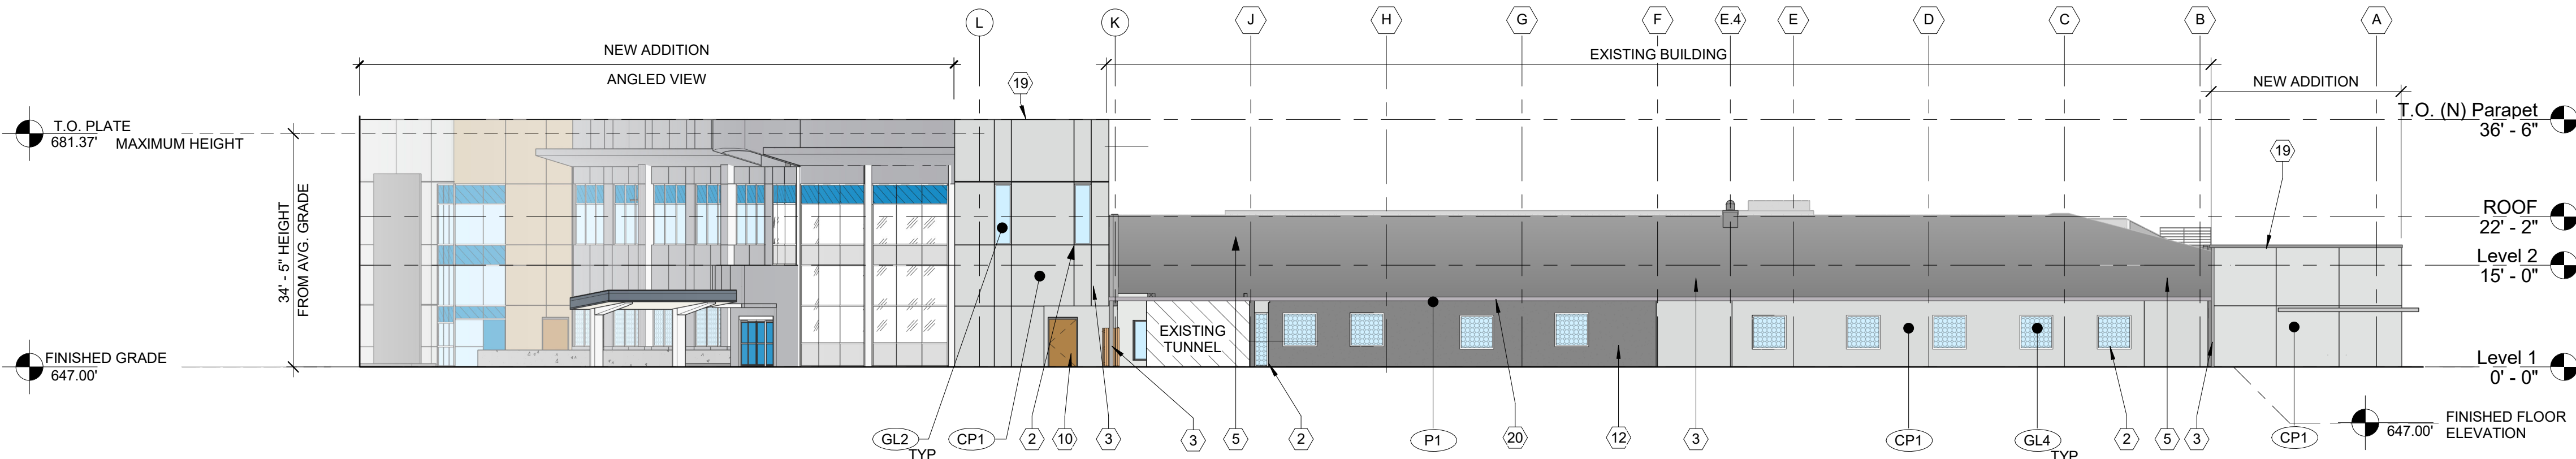 L
K
J
H
G
F
E.4
E
D
C
B
A
NEW ADDITION
ANGLED VIEW
EXISTING BUILDING
NEW ADDITION
19
19
T.O. PLATE
681.37'
MAXIMUM HEIGHT
T.O. (N) Parapet
36' - 6"
ROOF
22' - 2"
Level 2
15' - 0"
Level 1
0' - 0"
34' - 5" HEIGHT
FROM AVG. GRADE
FINISHED GRADE
647.00'
EXISTING
TUNNEL
GL2
TYP
CP1
2
10
3
3
5
2
P1
20
12
3
CP1
GL4
TYP
2
5
3
CP1
647.00'
FINISHED FLOOR
ELEVATION